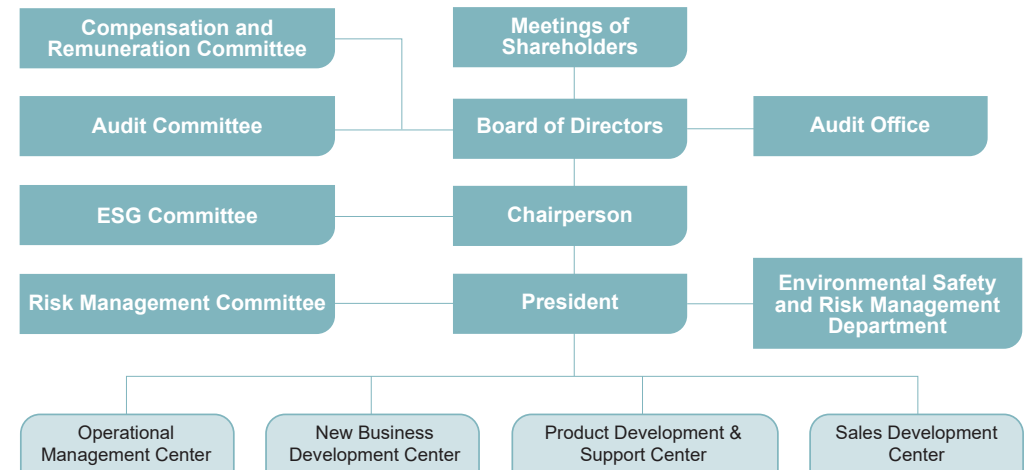 Compensation and
Remuneration Committee
Meetings of
Shareholders
Audit Committee
Board of Directors
Audit Office
ESG Committee
Chairperson
Risk Management Committee
President
Environmental Safety
and Risk Management
Department
Operational
Management Center
New Business
Development Center
Product Development &
Support Center
Sales Development
Center